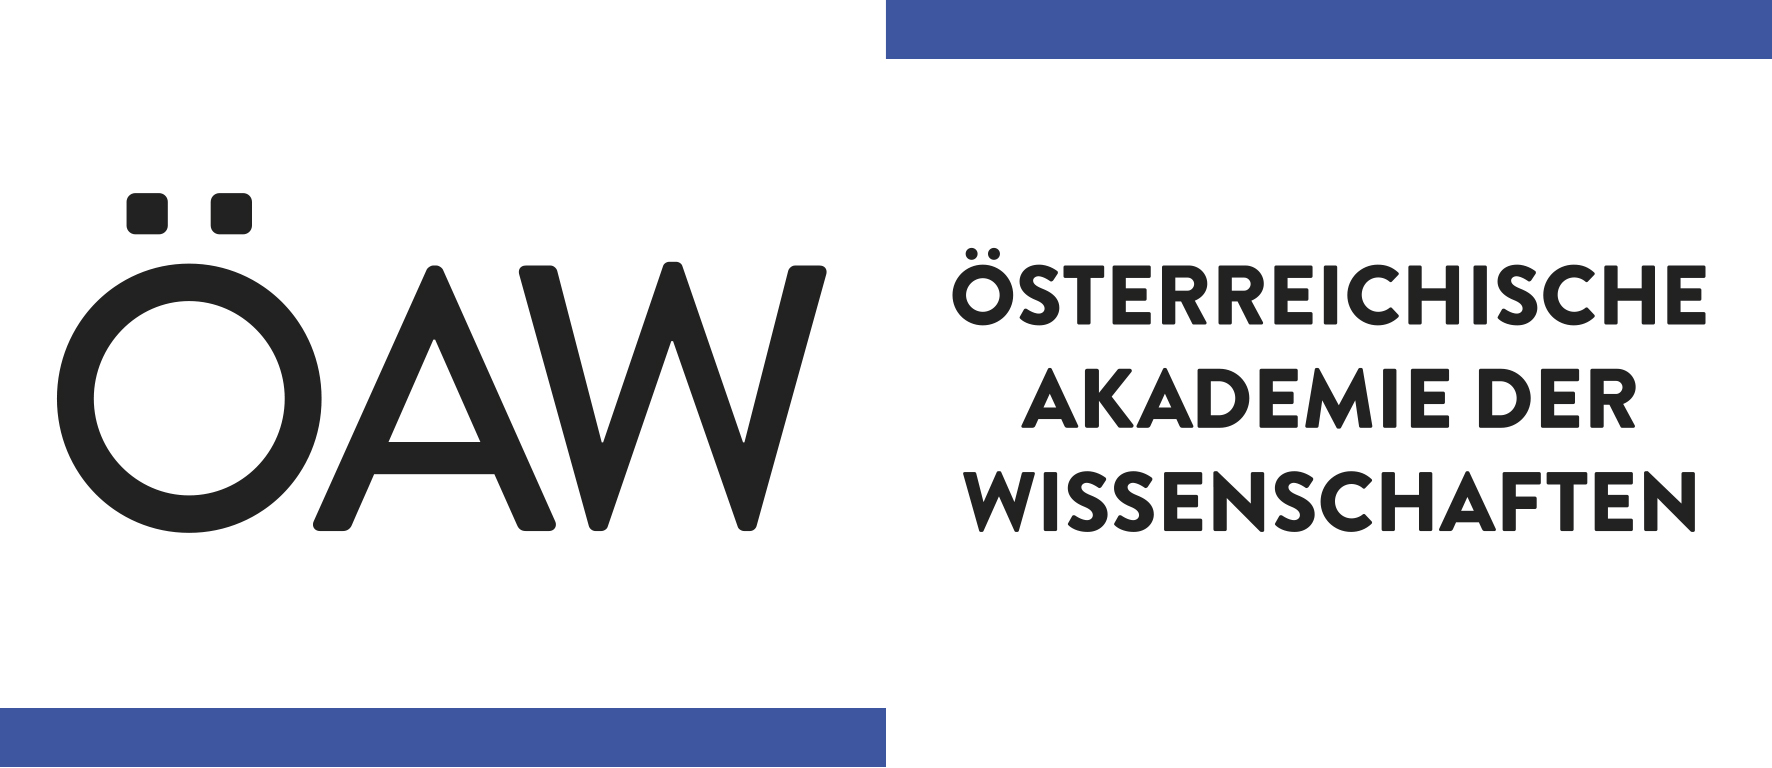 ÖAW
ÖSTERREICHISCHE
AKADEMIE DER
WISSENSCHAFTEN